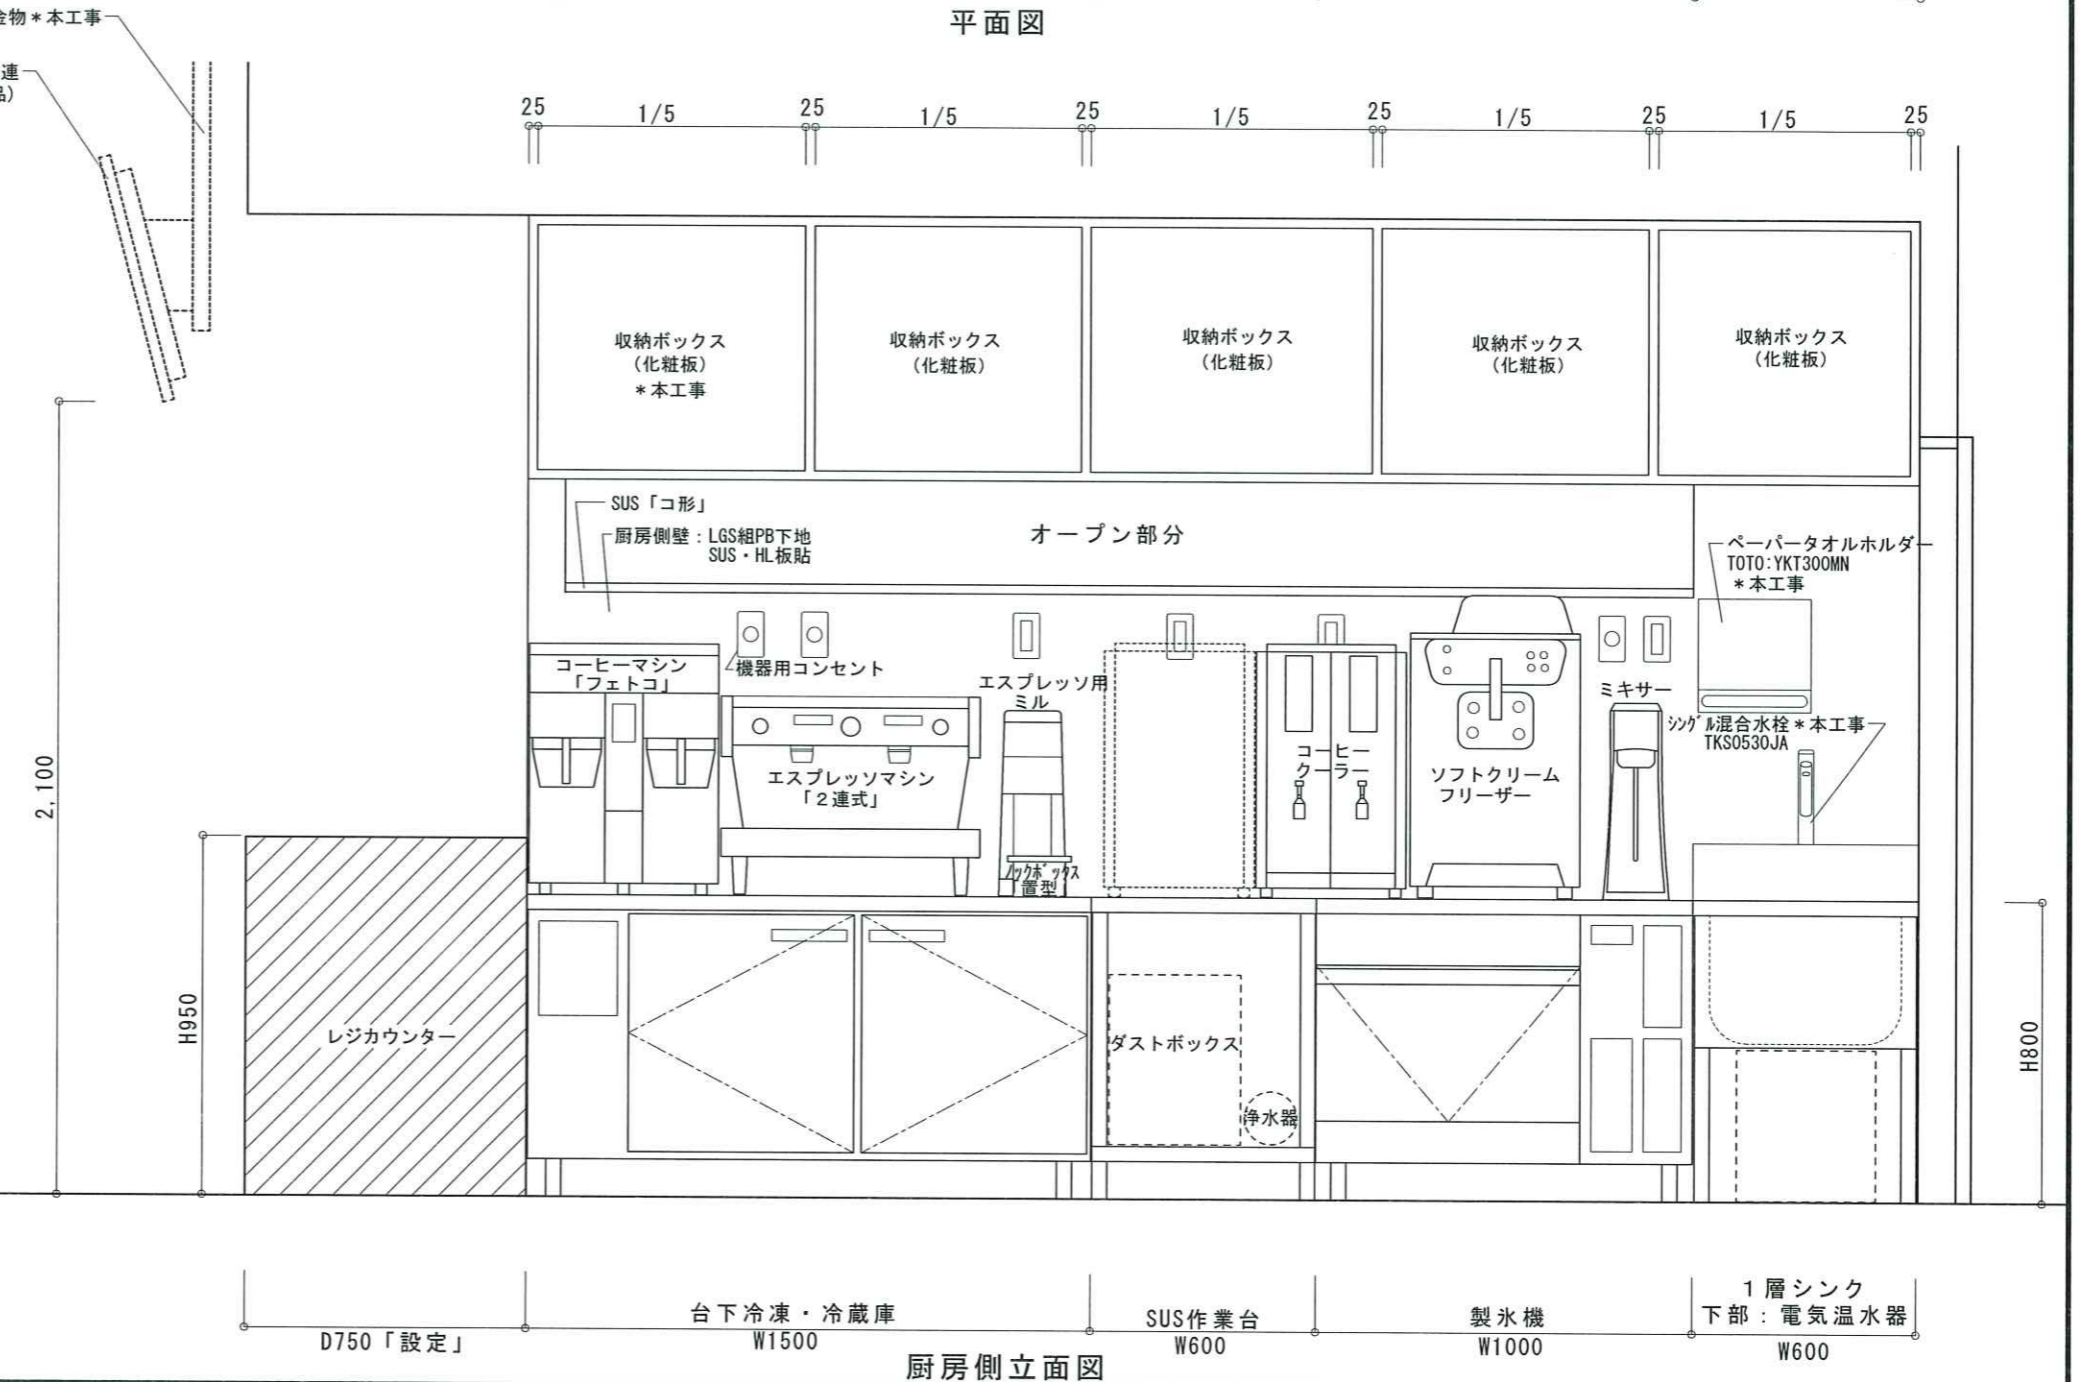 金物＊本工事
連
品）
平面図
25 1/5 25 1/5 25 1/5 25 1/5 25 1/5 25
収納ボックス
（化粧板）
＊本工事
収納ボックス
（化粧板）
収納ボックス
（化粧板）
収納ボックス
（化粧板）
収納ボックス
（化粧板）
SUS「コ形」
厨房側壁：LGS組PB下地
SUS・HL板貼
オープン部分
ペーパータオルホルダー
TOTO:YKT300MN
＊本工事
コーヒーマシン
「フェトコ」
機器用コンセント
エスプレッソマシン
「２連式」
エスプレッソ用
ミル
ﾉｯｸﾎﾞｯｸｽ
置型
コーヒー
クーラー
ソフトクリーム
フリーザー
ミキサー
ｼﾝｸﾞﾙ混合水栓＊本工事
TKS0530JA
2,100
H950
レジカウンター
ダストボックス
浄水器
H800
D750「設定」
台下冷凍・冷蔵庫
W1500
SUS作業台
W600
製氷機
W1000
１層シンク
下部：電気温水器
W600
厨房側立面図